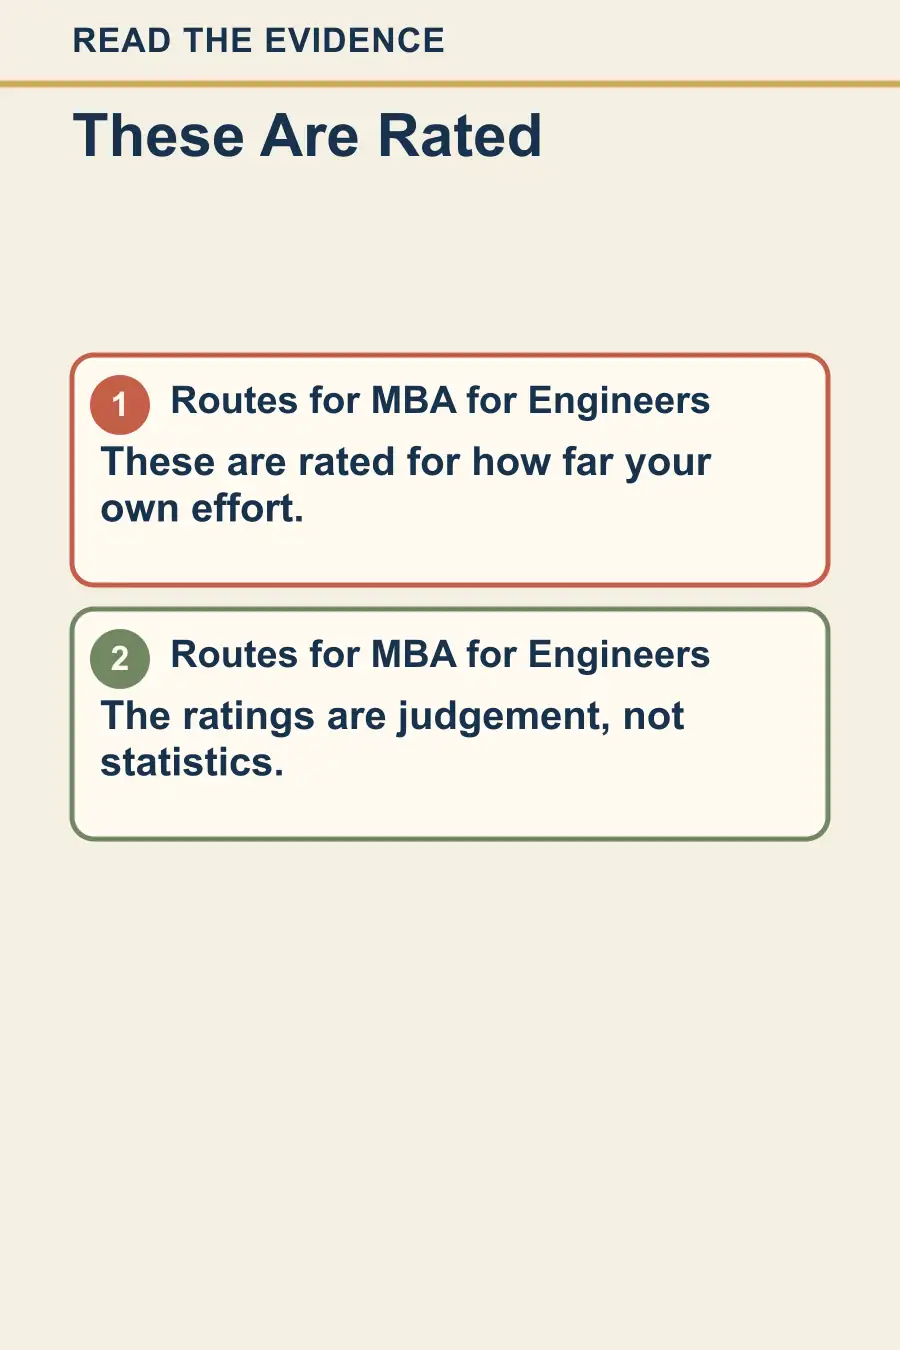 READ THE EVIDENCE
These Are Rated
1 Routes for MBA for Engineers
These are rated for how far your
own effort.
2 Routes for MBA for Engineers
The ratings are judgement, not
statistics.